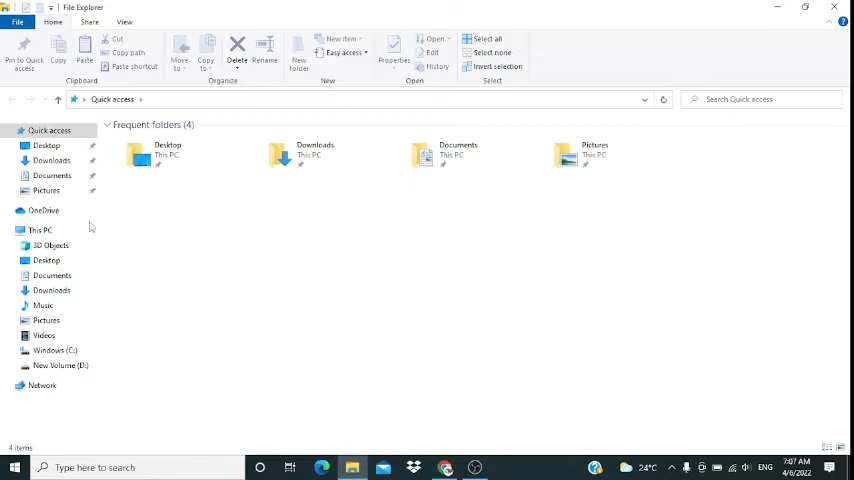 File Explorer
File Home Share View
Pin to Quick access
Copy
Paste
Cut
Copy path
Paste shortcut
Clipboard
Move to
Copy to
Delete
Rename
Organize
New folder
New item
Easy access
New
Properties
Open
Edit
History
Open
Select all
Select none
Invert selection
Select
Quick access
Search Quick access
Quick access
Desktop
Downloads
Documents
Pictures
OneDrive
This PC
3D Objects
Desktop
Documents
Downloads
Music
Pictures
Videos
Windows (C:)
New Volume (D:)
Network
Frequent folders (4)
Desktop
This PC
Downloads
This PC
Documents
This PC
Pictures
This PC
4 items
Type here to search
24°C
ENG
7:07 AM
4/6/2022